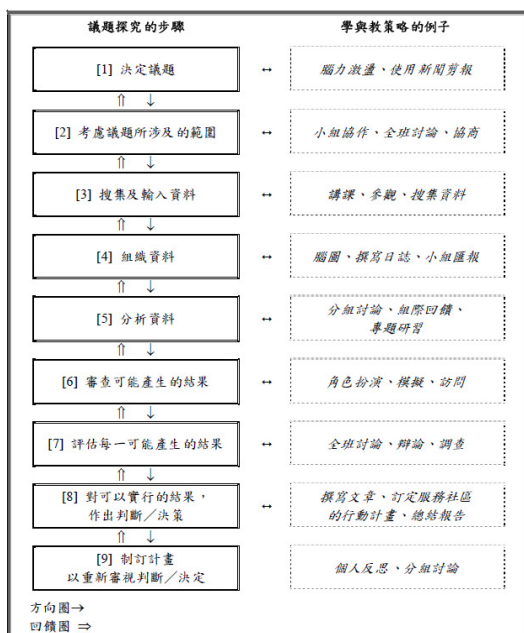 議題探究的步驟 學與教策略的例子
[1] 決定議題 ↔ 腦力激盪、使用新聞剪報
⇑ ↓
[2] 考慮議題所涉及的範圍 ↔ 小組協作、全班討論、協商
⇑ ↓
[3] 搜集及輸入資料 ↔ 講課、參觀、搜集資料
⇑ ↓
[4] 組織資料 ↔ 腦圖、撰寫日誌、小組匯報
⇑ ↓
[5] 分析資料 ↔ 分組討論、組際回饋、
專題研習
⇑ ↓
[6] 審查可能產生的結果 ↔ 角色扮演、模擬、訪問
⇑ ↓
[7] 評估每一可能產生的結果 ↔ 全班討論、辯論、調查
⇑ ↓
[8] 對可以實行的結果， ↔ 撰寫文章、訂定服務社區
作出判斷／決策 的行動計畫、總結報告
⇑ ↓
[9] 制訂計畫
以重新審視判斷／決定 個人反思、分組討論
方向圈→
回饋圈 ⇒